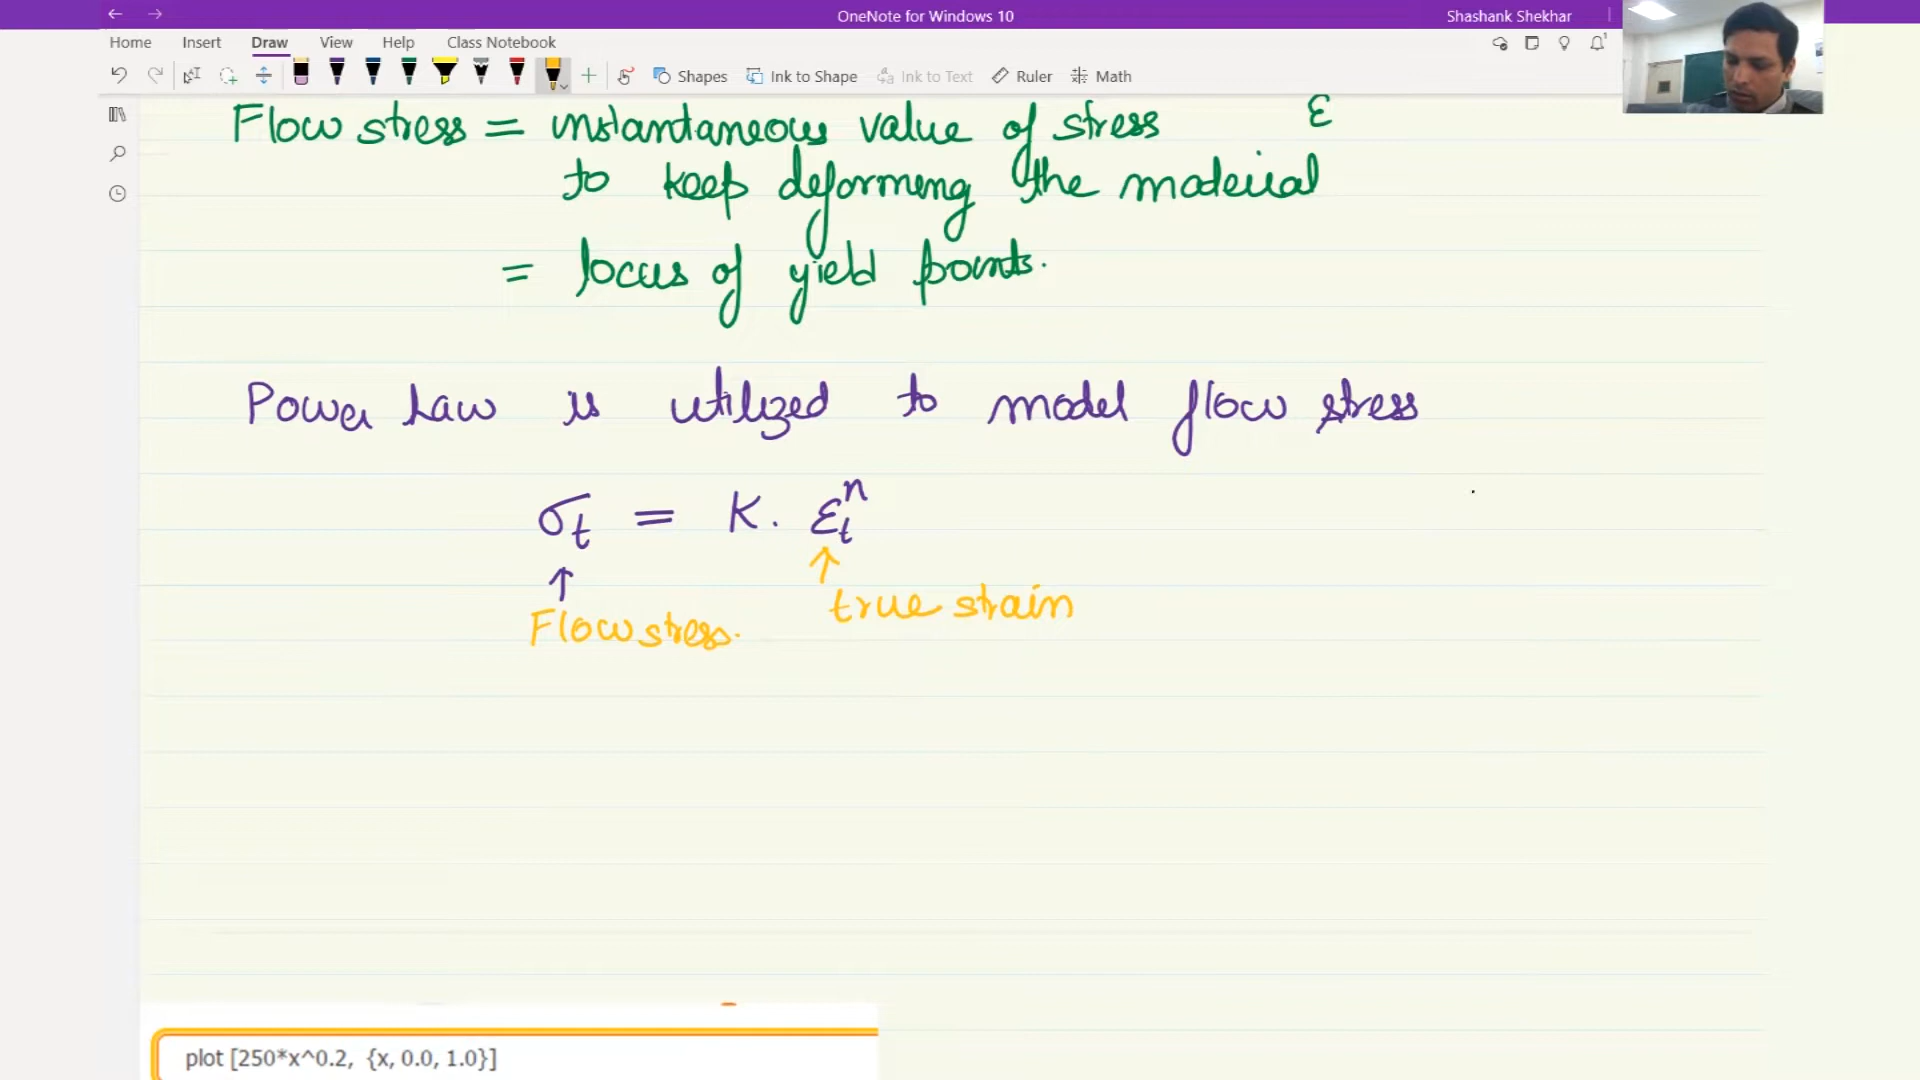 OneNote for Windows 10
Shashank Shekhar
Home Insert Draw View Help Class Notebook
Shapes Ink to Shape Ink to Text Ruler Math
Flow stress = instantaneous value of stress
ε
to keep deforming the material
= locus of yield points.
Power Law is utilized to model flow stress
σt = K. εt^n
↑ ↑
Flow stress. true strain
plot [250*x^0.2, {x, 0.0, 1.0}]